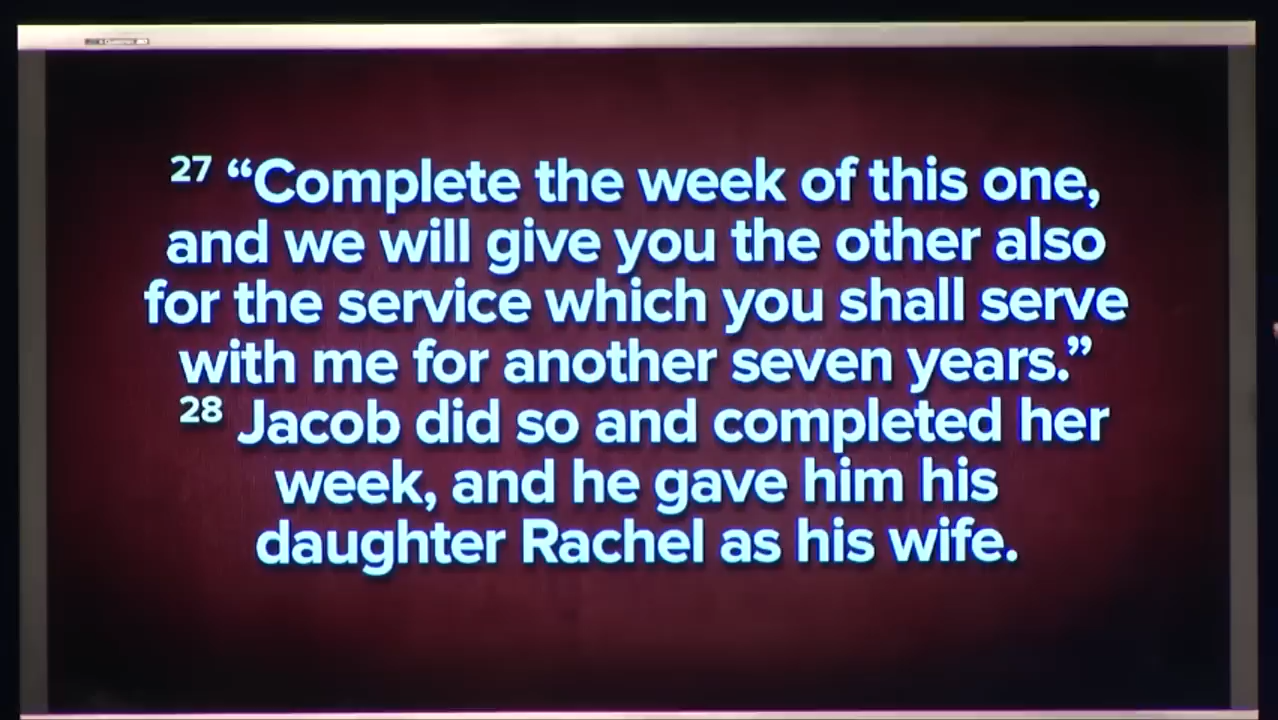 27 “Complete the week of this one,
and we will give you the other also
for the service which you shall serve
with me for another seven years.”
28 Jacob did so and completed her
week, and he gave him his
daughter Rachel as his wife.